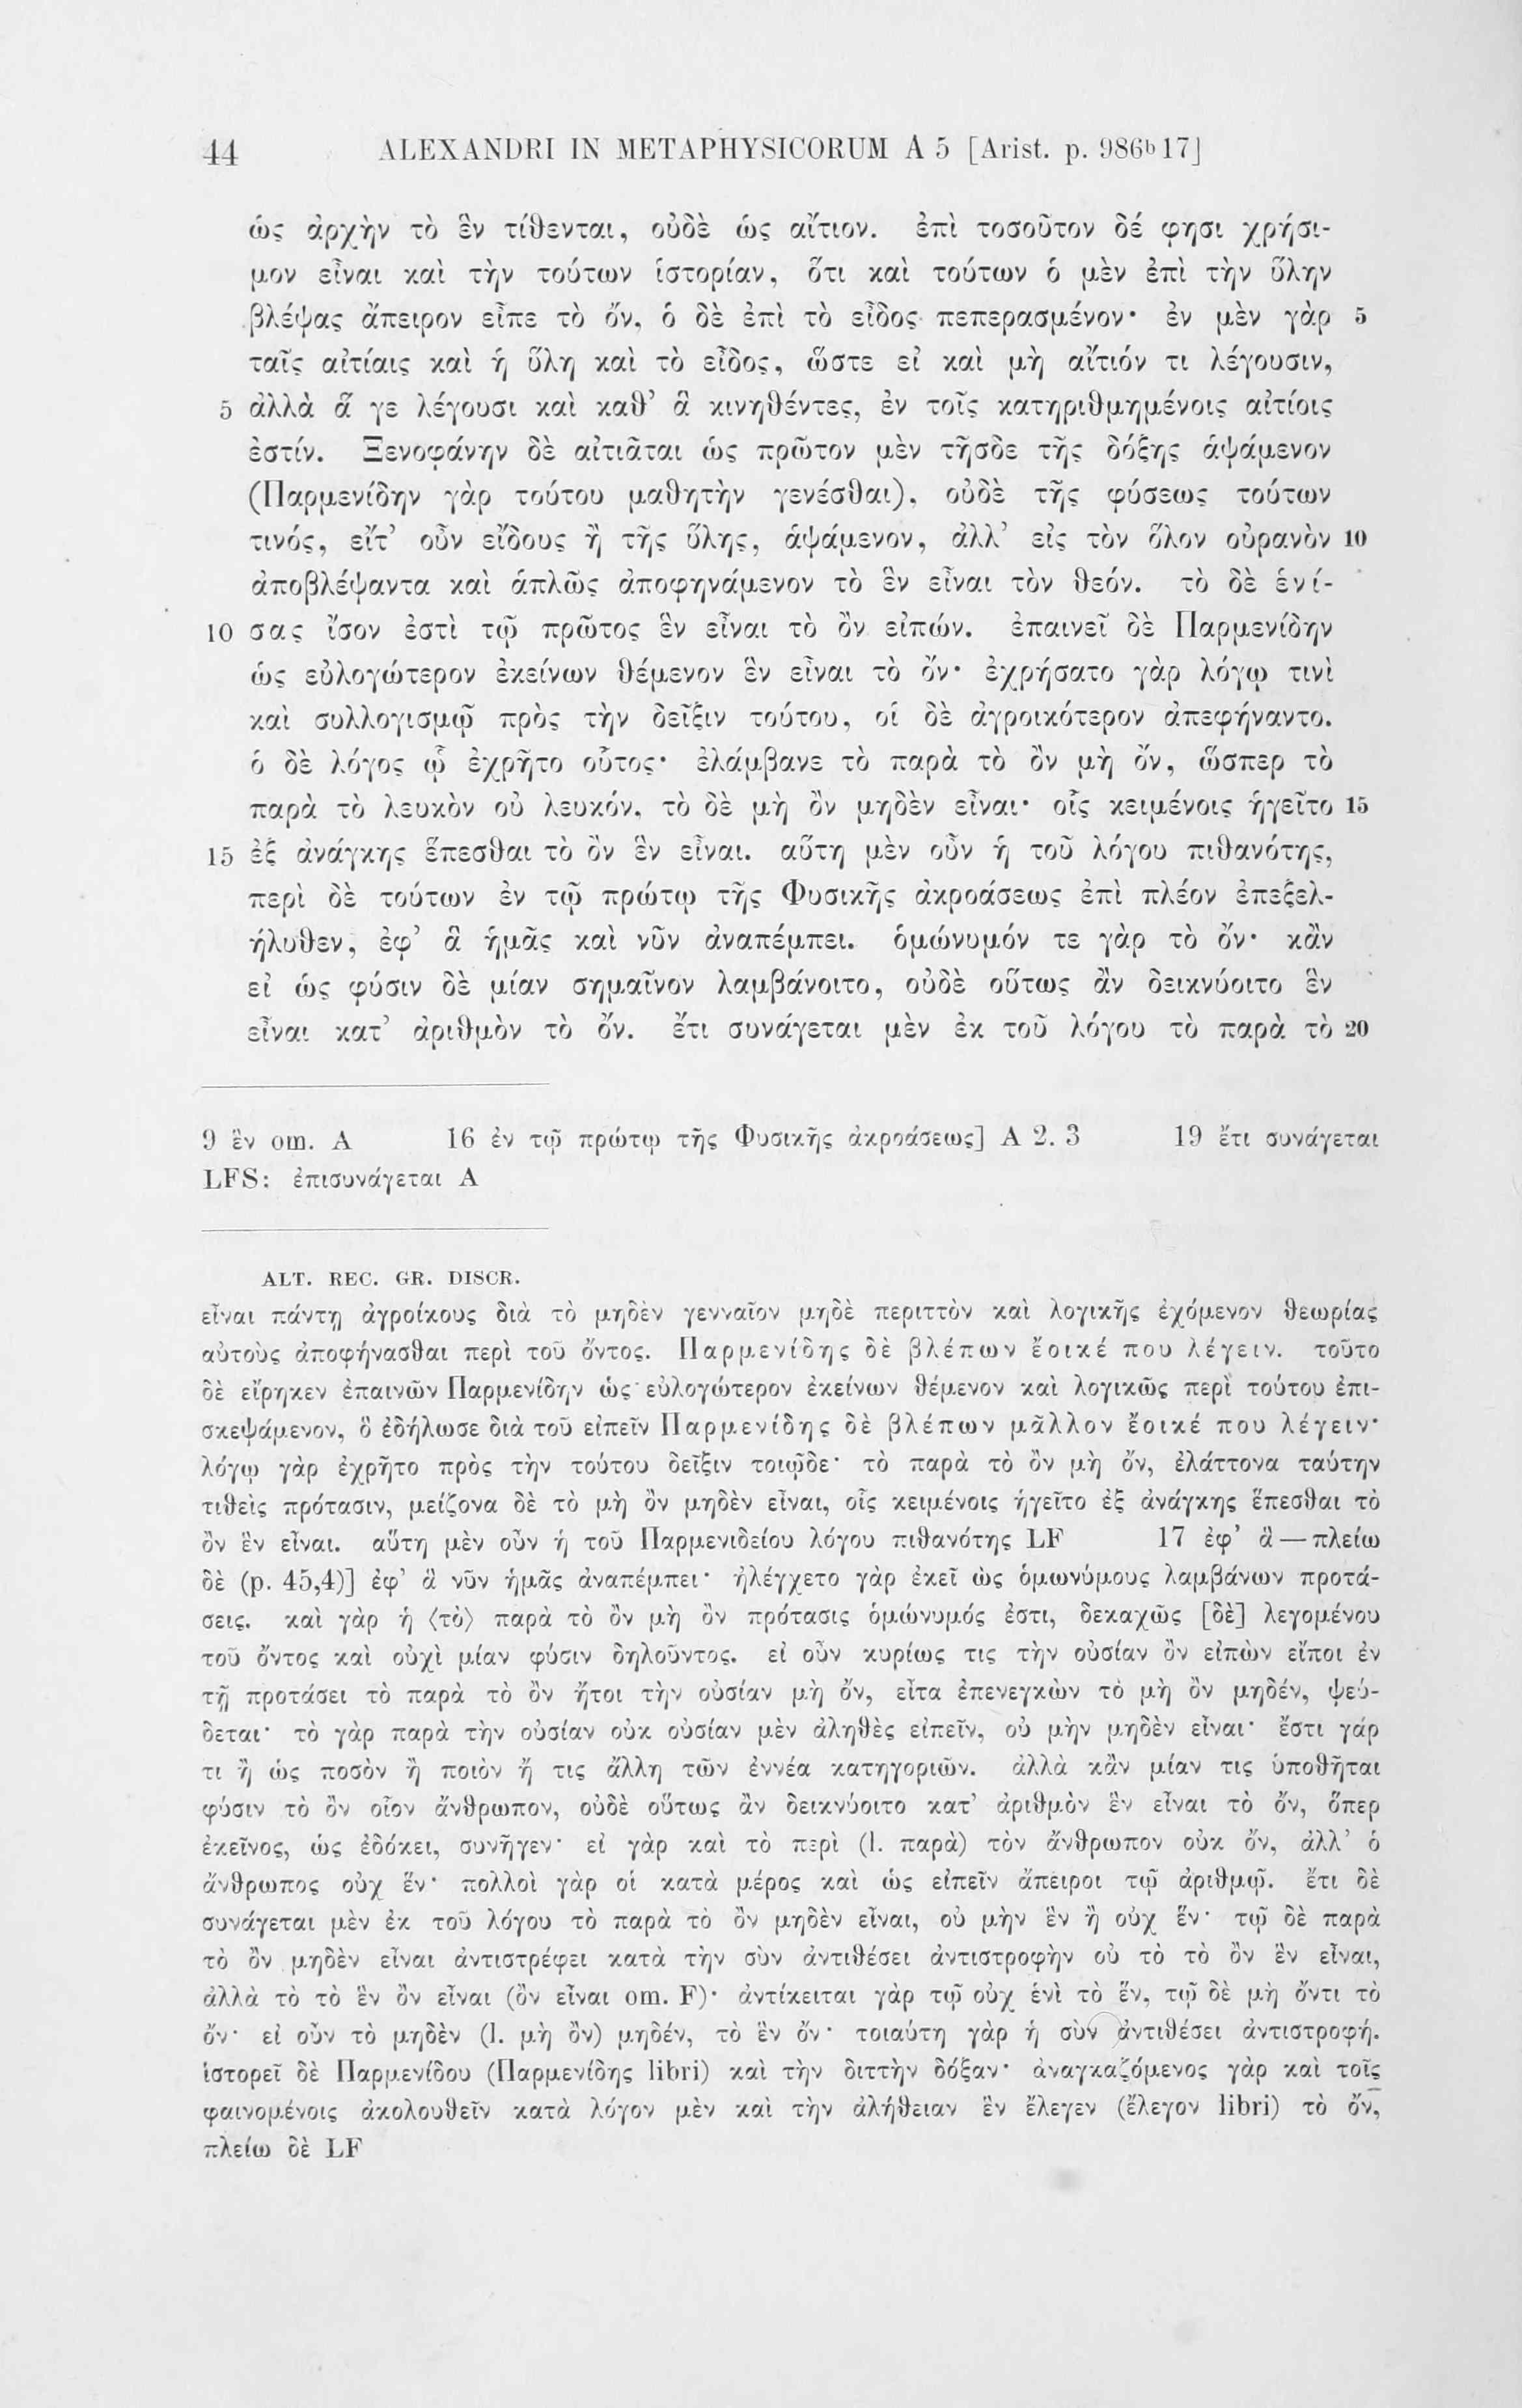 44 ALEXANDRI IN METAPHYSICORUM A 5 [Arist. p. 986ᵇ17]
ὡς ἀρχὴν τὸ ἓν τίθενται, οὐδὲ ὡς αἴτιον. ἐπὶ τοσοῦτον δέ φησι χρήσι-
μον εἶναι καὶ τὴν τούτων ἱστορίαν, ὅτι καὶ τούτων ὁ μὲν ἐπὶ τὴν ὕλην
βλέψας ἄπειρον εἶπε τὸ ὄν, ὁ δὲ ἐπὶ τὸ εἶδος πεπερασμένον· ἐν μὲν γὰρ 5
ταῖς αἰτίαις καὶ ἡ ὕλη καὶ τὸ εἶδος, ὥστε εἰ καὶ μὴ αἴτιόν τι λέγουσιν,
5 ἀλλὰ ἅ γε λέγουσι καὶ καθ' ἃ κινηθέντες, ἐν τοῖς κατηριθμημένοις αἰτίοις
ἐστίν. Ξενοφάνην δὲ αἰτιᾶται ὡς πρῶτον μὲν τῆσδε τῆς δόξης ἁψάμενον
(Παρμενίδην γὰρ τούτου μαθητὴν γενέσθαι), οὐδὲ τῆς φύσεως τούτων
τινός, εἴτ' οὖν εἴδους ἢ τῆς ὕλης, ἁψάμενον, ἀλλ' εἰς τὸν ὅλον οὐρανὸν 10
ἀποβλέψαντα καὶ ἁπλῶς ἀποφηνάμενον τὸ ἓν εἶναι τὸν θεόν. τὸ δὲ ἑνί-
10 σας ἴσον ἐστὶ τῷ πρῶτος ἓν εἶναι τὸ ὂν εἰπών. ἐπαινεῖ δὲ Παρμενίδην
ὡς εὐλογώτερον ἐκείνων θέμενον ἓν εἶναι τὸ ὄν· ἐχρήσατο γὰρ λόγῳ τινὶ
καὶ συλλογισμῷ πρὸς τὴν δεῖξιν τούτου, οἱ δὲ ἀγροικότερον ἀπεφήναντο.
ὁ δὲ λόγος ᾧ ἐχρῆτο οὗτος· ἐλάμβανε τὸ παρὰ τὸ ὂν μὴ ὄν, ὥσπερ τὸ
παρὰ τὸ λευκὸν οὐ λευκόν, τὸ δὲ μὴ ὂν μηδὲν εἶναι· οἷς κειμένοις ἡγεῖτο 15
15 ἐξ ἀνάγκης ἕπεσθαι τὸ ὂν ἓν εἶναι. αὕτη μὲν οὖν ἡ τοῦ λόγου πιθανότης,
περὶ δὲ τούτων ἐν τῷ πρώτῳ τῆς Φυσικῆς ἀκροάσεως ἐπὶ πλέον ἐπεξελ-
ήλυθεν, ἐφ' ἃ ἡμᾶς καὶ νῦν ἀναπέμπει. ὁμώνυμόν τε γὰρ τὸ ὄν· κἂν
εἰ ὡς φύσιν δὲ μίαν σημαῖνον λαμβάνοιτο, οὐδὲ οὕτως ἂν δεικνύοιτο ἓν
εἶναι κατ' ἀριθμὸν τὸ ὄν. ἔτι συνάγεται μὲν ἐκ τοῦ λόγου τὸ παρὰ τὸ 20
9 ἓν om. A 16 ἐν τῷ πρώτῳ τῆς Φυσικῆς ἀκροάσεως] A 2. 3 19 ἔτι συνάγεται
LFS: ἐπισυνάγεται A
ALT. REC. GR. DISCR.
εἶναι πάντῃ ἀγροίκους διὰ τὸ μηδὲν γενναῖον μηδὲ περιττὸν καὶ λογικῆς ἐχόμενον θεωρίας
αὐτοὺς ἀποφήνασθαι περὶ τοῦ ὄντος. Παρμενίδης δὲ βλέπων ἔοικέ που λέγειν. τοῦτο
δὲ εἴρηκεν ἐπαινῶν Παρμενίδην ὡς εὐλογώτερον ἐκείνων θέμενον καὶ λογικῶς περὶ τούτου ἐπι-
σκεψάμενον, ὃ ἐδήλωσε διὰ τοῦ εἰπεῖν Παρμενίδης δὲ βλέπων μᾶλλον ἔοικέ που λέγειν·
λόγῳ γὰρ ἐχρῆτο πρὸς τὴν τούτου δεῖξιν τοιῷδε· τὸ παρὰ τὸ ὂν μὴ ὄν, ἐλάττονα ταύτην
τιθεὶς πρότασιν, μείζονα δὲ τὸ μὴ ὂν μηδὲν εἶναι, οἷς κειμένοις ἡγεῖτο ἐξ ἀνάγκης ἕπεσθαι τὸ
ὂν ἓν εἶναι. αὕτη μὲν οὖν ἡ τοῦ Παρμενιδείου λόγου πιθανότης LF 17 ἐφ' ἃ — πλείω
δὲ (p. 45,4)] ἐφ' ἃ νῦν ἡμᾶς ἀναπέμπει· ἠλέγχετο γὰρ ἐκεῖ ὡς ὁμωνύμους λαμβάνων προτά-
σεις. καὶ γὰρ ἡ ⟨τὸ⟩ παρὰ τὸ ὂν μὴ ὂν πρότασις ὁμώνυμός ἐστι, δεκαχῶς [δὲ] λεγομένου
τοῦ ὄντος καὶ οὐχὶ μίαν φύσιν δηλοῦντος. εἰ οὖν κυρίως τις τὴν οὐσίαν ὂν εἰπὼν εἴποι ἐν
τῇ προτάσει τὸ παρὰ τὸ ὂν ἤτοι τὴν οὐσίαν μὴ ὄν, εἶτα ἐπενεγκὼν τὸ μὴ ὂν μηδέν, ψεύ-
δεται· τὸ γὰρ παρὰ τὴν οὐσίαν οὐκ οὐσίαν μὲν ἀληθὲς εἰπεῖν, οὐ μὴν μηδὲν εἶναι· ἔστι γάρ
τι ἢ ὡς ποσὸν ἢ ποιὸν ἤ τις ἄλλη τῶν ἐννέα κατηγοριῶν. ἀλλὰ κἂν μίαν τις ὑποθῆται
φύσιν τὸ ὂν οἷον ἄνθρωπον, οὐδὲ οὕτως ἂν δεικνύοιτο κατ' ἀριθμὸν ἓν εἶναι τὸ ὄν, ὅπερ
ἐκεῖνος, ὡς ἐδόκει, συνῆγεν· εἰ γὰρ καὶ τὸ περὶ (l. παρὰ) τὸν ἄνθρωπον οὐκ ὄν, ἀλλ' ὁ
ἄνθρωπος οὐχ ἕν· πολλοὶ γὰρ οἱ κατὰ μέρος καὶ ὡς εἰπεῖν ἄπειροι τῷ ἀριθμῷ. ἔτι δὲ
συνάγεται μὲν ἐκ τοῦ λόγου τὸ παρὰ τὸ ὂν μηδὲν εἶναι, οὐ μὴν ἓν ἢ οὐχ ἕν· τῷ δὲ παρὰ
τὸ ὂν μηδὲν εἶναι ἀντιστρέφει κατὰ τὴν σὺν ἀντιθέσει ἀντιστροφὴν οὐ τὸ τὸ ὂν ἓν εἶναι,
ἀλλὰ τὸ τὸ ἓν ὂν εἶναι (ὂν εἶναι om. F)· ἀντίκειται γὰρ τῷ οὐχ ἑνὶ τὸ ἕν, τῷ δὲ μὴ ὄντι τὸ
ὄν· εἰ οὖν τὸ μηδὲν (l. μὴ ὂν) μηδέν, τὸ ἓν ὄν· τοιαύτη γὰρ ἡ σὺν ἀντιθέσει ἀντιστροφή.
ἱστορεῖ δὲ Παρμενίδου (Παρμενίδης libri) καὶ τὴν διττὴν δόξαν· ἀναγκαζόμενος γὰρ καὶ τοῖς
φαινομένοις ἀκολουθεῖν κατὰ λόγον μὲν καὶ τὴν ἀλήθειαν ἓν ἔλεγεν (ἔλεγον libri) τὸ ὄν,
πλείω δὲ LF